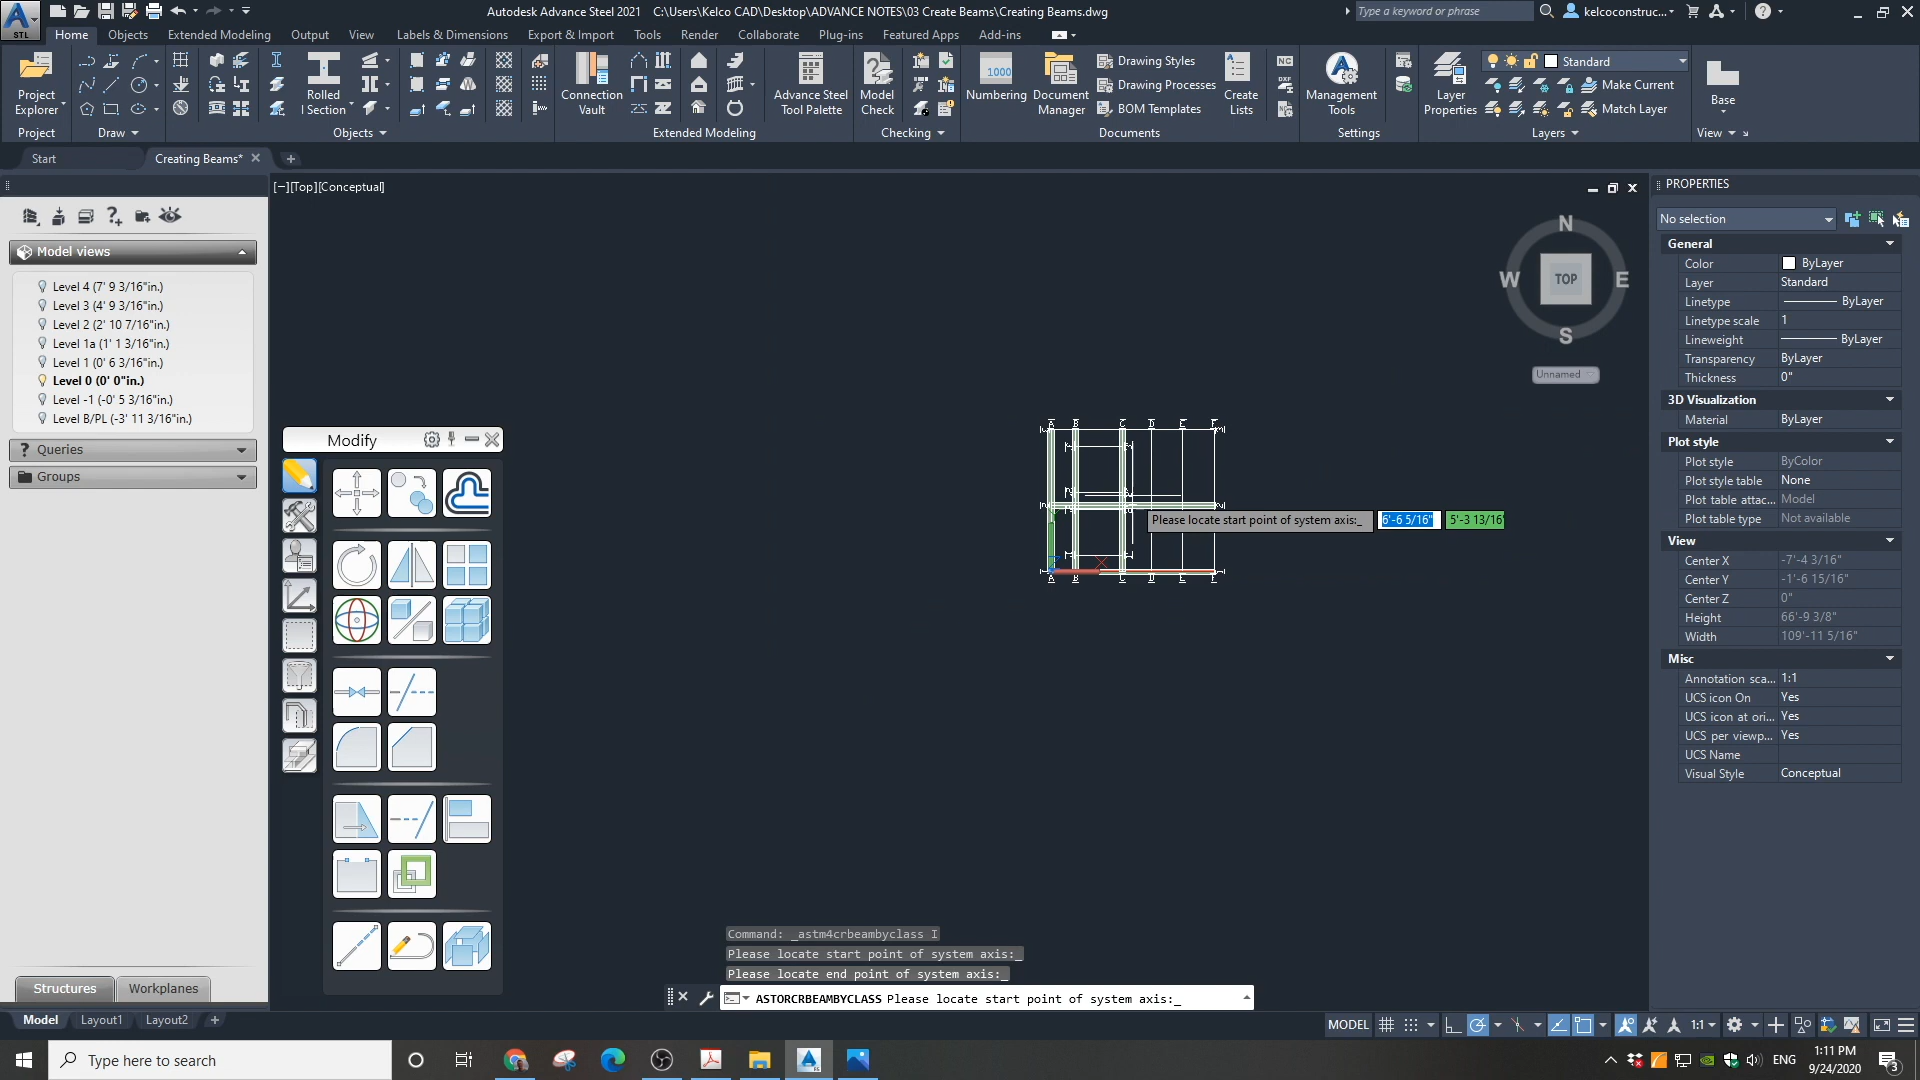 Autodesk Advance Steel 2021 C:\Users\Kelco CAD\Desktop\ADVANCE NOTES\03 Create Beams\Creating Beams.dwg
Type a keyword or phrase
kelcoconstruc...
STL
Home Objects Extended Modeling Output View Labels & Dimensions Export & Import Tools Render Collaborate Plug-ins Featured Apps Add-ins
Project Explorer
Project
Draw
Rolled I Section
Objects
Connection Vault
Extended Modeling
Advance Steel Tool Palette
Model Check
Checking
1000
Numbering
Document Manager
Drawing Styles
Drawing Processes
BOM Templates
Create Lists
NC
DXF
Documents
Management Tools
Settings
Layer Properties
Standard
Make Current
Match Layer
Layers
Base
View
Start
Creating Beams*
[−][Top][Conceptual]
Model views
Level 4 (7' 9 3/16"in.)
Level 3 (4' 9 3/16"in.)
Level 2 (2' 10 7/16"in.)
Level 1a (1' 1 3/16"in.)
Level 1 (0' 6 3/16"in.)
Level 0 (0' 0"in.)
Level -1 (-0' 5 3/16"in.)
Level B/PL (-3' 11 3/16"in.)
Queries
Groups
Structures Workplanes
Modify
N
W TOP E
S
Unnamed
A B C D E F
A B C D E F
Please locate start point of system axis:_ 6'-6 5/16" 5'-3 13/16"
Command: _astm4crbeambyclass I
Please locate start point of system axis:_
Please locate end point of system axis:_
ASTORCRBEAMBYCLASS Please locate start point of system axis:_
PROPERTIES
No selection
General
Color ByLayer
Layer Standard
Linetype ByLayer
Linetype scale 1
Lineweight ByLayer
Transparency ByLayer
Thickness 0"
3D Visualization
Material ByLayer
Plot style
Plot style ByColor
Plot style table None
Plot table attac... Model
Plot table type Not available
View
Center X -7'-4 3/16"
Center Y -1'-6 15/16"
Center Z 0"
Height 66'-9 3/8"
Width 109'-11 5/16"
Misc
Annotation sca... 1:1
UCS icon On Yes
UCS icon at ori... Yes
UCS per viewp... Yes
UCS Name
Visual Style Conceptual
Model Layout1 Layout2
MODEL
1:1
Type here to search
ENG
1:11 PM
9/24/2020
3